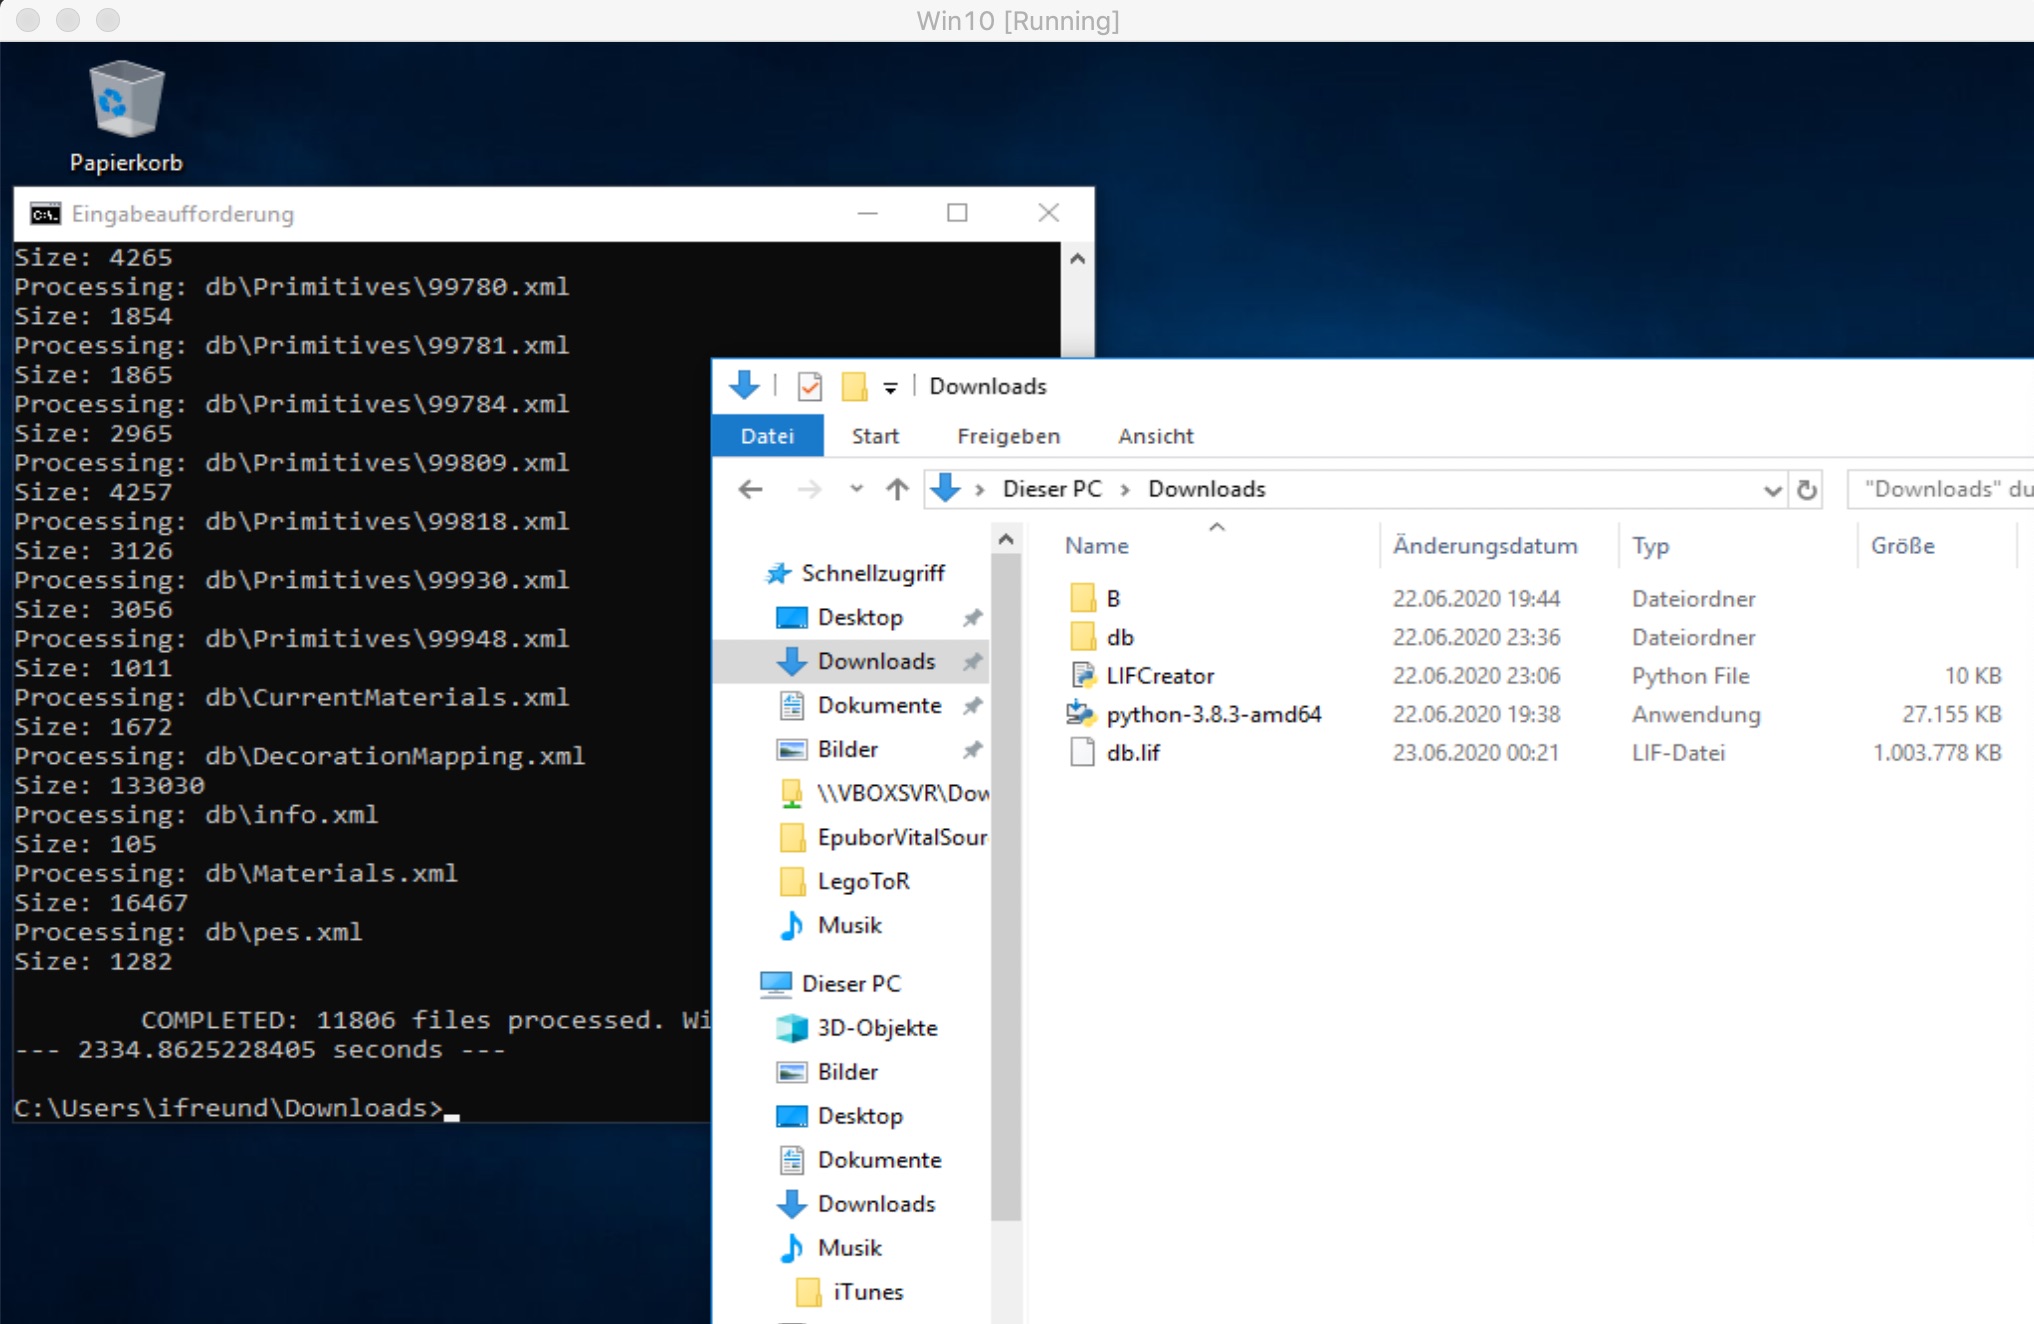 Win10 [Running]
Papierkorb
Eingabeaufforderung
Size: 4265
Processing: db\Primitives\99780.xml
Size: 1854
Processing: db\Primitives\99781.xml
Size: 1865
Processing: db\Primitives\99784.xml
Size: 2965
Processing: db\Primitives\99809.xml
Size: 4257
Processing: db\Primitives\99818.xml
Size: 3126
Processing: db\Primitives\99930.xml
Size: 3056
Processing: db\Primitives\99948.xml
Size: 1011
Processing: db\CurrentMaterials.xml
Size: 1672
Processing: db\DecorationMapping.xml
Size: 133030
Processing: db\info.xml
Size: 105
Processing: db\Materials.xml
Size: 16467
Processing: db\pes.xml
Size: 1282
COMPLETED: 11806 files processed. Wi
--- 2334.8625228405 seconds ---
C:\Users\ifreund\Downloads>
Downloads
Datei Start Freigeben Ansicht
Dieser PC Downloads "Downloads" du
Schnellzugriff
Desktop
Downloads
Dokumente
Bilder
\\VBOXSVR\Dow
EpuborVitalSour
LegoToR
Musik
Dieser PC
3D-Objekte
Bilder
Desktop
Dokumente
Downloads
Musik
iTunes
Name Änderungsdatum Typ Größe
B 22.06.2020 19:44 Dateiordner
db 22.06.2020 23:36 Dateiordner
LIFCreator 22.06.2020 23:06 Python File 10 KB
python-3.8.3-amd64 22.06.2020 19:38 Anwendung 27.155 KB
db.lif 23.06.2020 00:21 LIF-Datei 1.003.778 KB